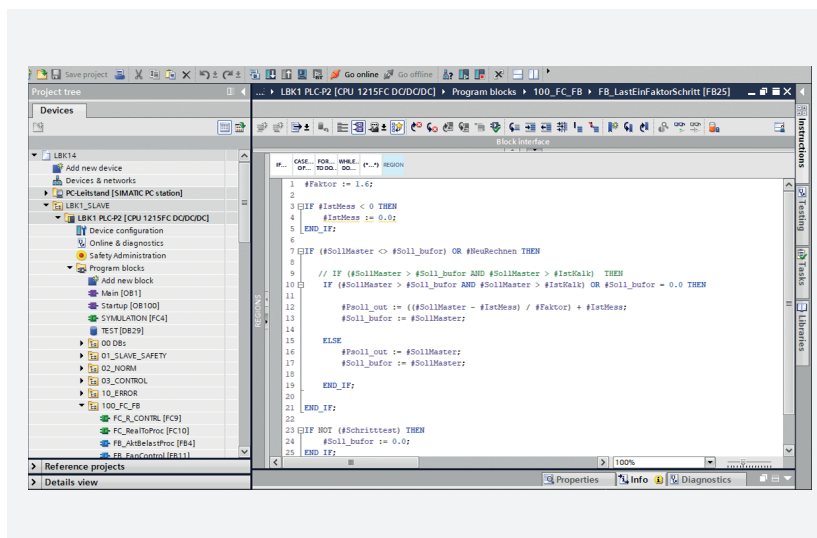 Save project
Go online
Go offline
Project tree
...
LBK1 PLC-P2 [CPU 1215FC DC/DC/DC]
Program blocks
100_FC_FB
FB_LastEinFaktorSchritt [FB25]
Devices
LBK14
Add new device
Devices & networks
PC-Leitstand [SIMATIC PC station]
LBK1_SLAVE
LBK1 PLC-P2 [CPU 1215FC DC/DC/DC]
Device configuration
Online & diagnostics
Safety Administration
Program blocks
Add new block
Main [OB1]
Startup [OB100]
SYMULATION [FC4]
TEST [DB29]
00 DBs
01_SLAVE_SAFETY
02_NORM
03_CONTROL
10_ERROR
100_FC_FB
FC_R_CONTRL [FC9]
FC_RealToProc [FC10]
FB_AktBelastProc [FB4]
FB_FanControl [FB11]
Reference projects
Details view
Block interface
IF... CASE... OF... FOR... TO DO... WHILE... DO... (*...*) REGION
REGIONS
1 #Faktor := 1.6;
2
3 IF #IstMess < 0 THEN
4 #IstMess := 0.0;
5 END_IF;
6
7 IF (#SollMaster <> #Soll_bufor) OR #NeuRechnen THEN
8
9 // IF (#SollMaster > #Soll_bufor AND #SollMaster > #IstKalk) THEN
10 IF (#SollMaster > #Soll_bufor AND #SollMaster > #IstKalk) OR #Soll_bufor = 0.0 THEN
11
12 #Psoll_out := ((#SollMaster - #IstMess) / #Faktor) + #IstMess;
13 #Soll_bufor := #SollMaster;
14
15 ELSE
16 #Psoll_out := #SollMaster;
17 #Soll_bufor := #SollMaster;
18
19 END_IF;
20
21 END_IF;
22
23 IF NOT (#Schritttest) THEN
24 #Soll_bufor := 0.0;
25 END_IF;
100%
Properties
Info
Diagnostics
Instructions
Testing
Tasks
Libraries